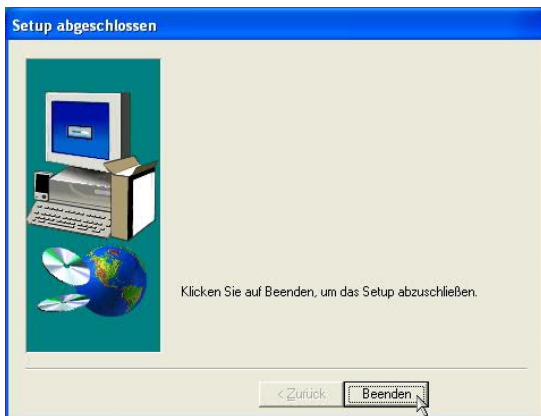 Setup abgeschlossen
Klicken Sie auf Beenden, um das Setup abzuschließen.
< Zurück
Beenden